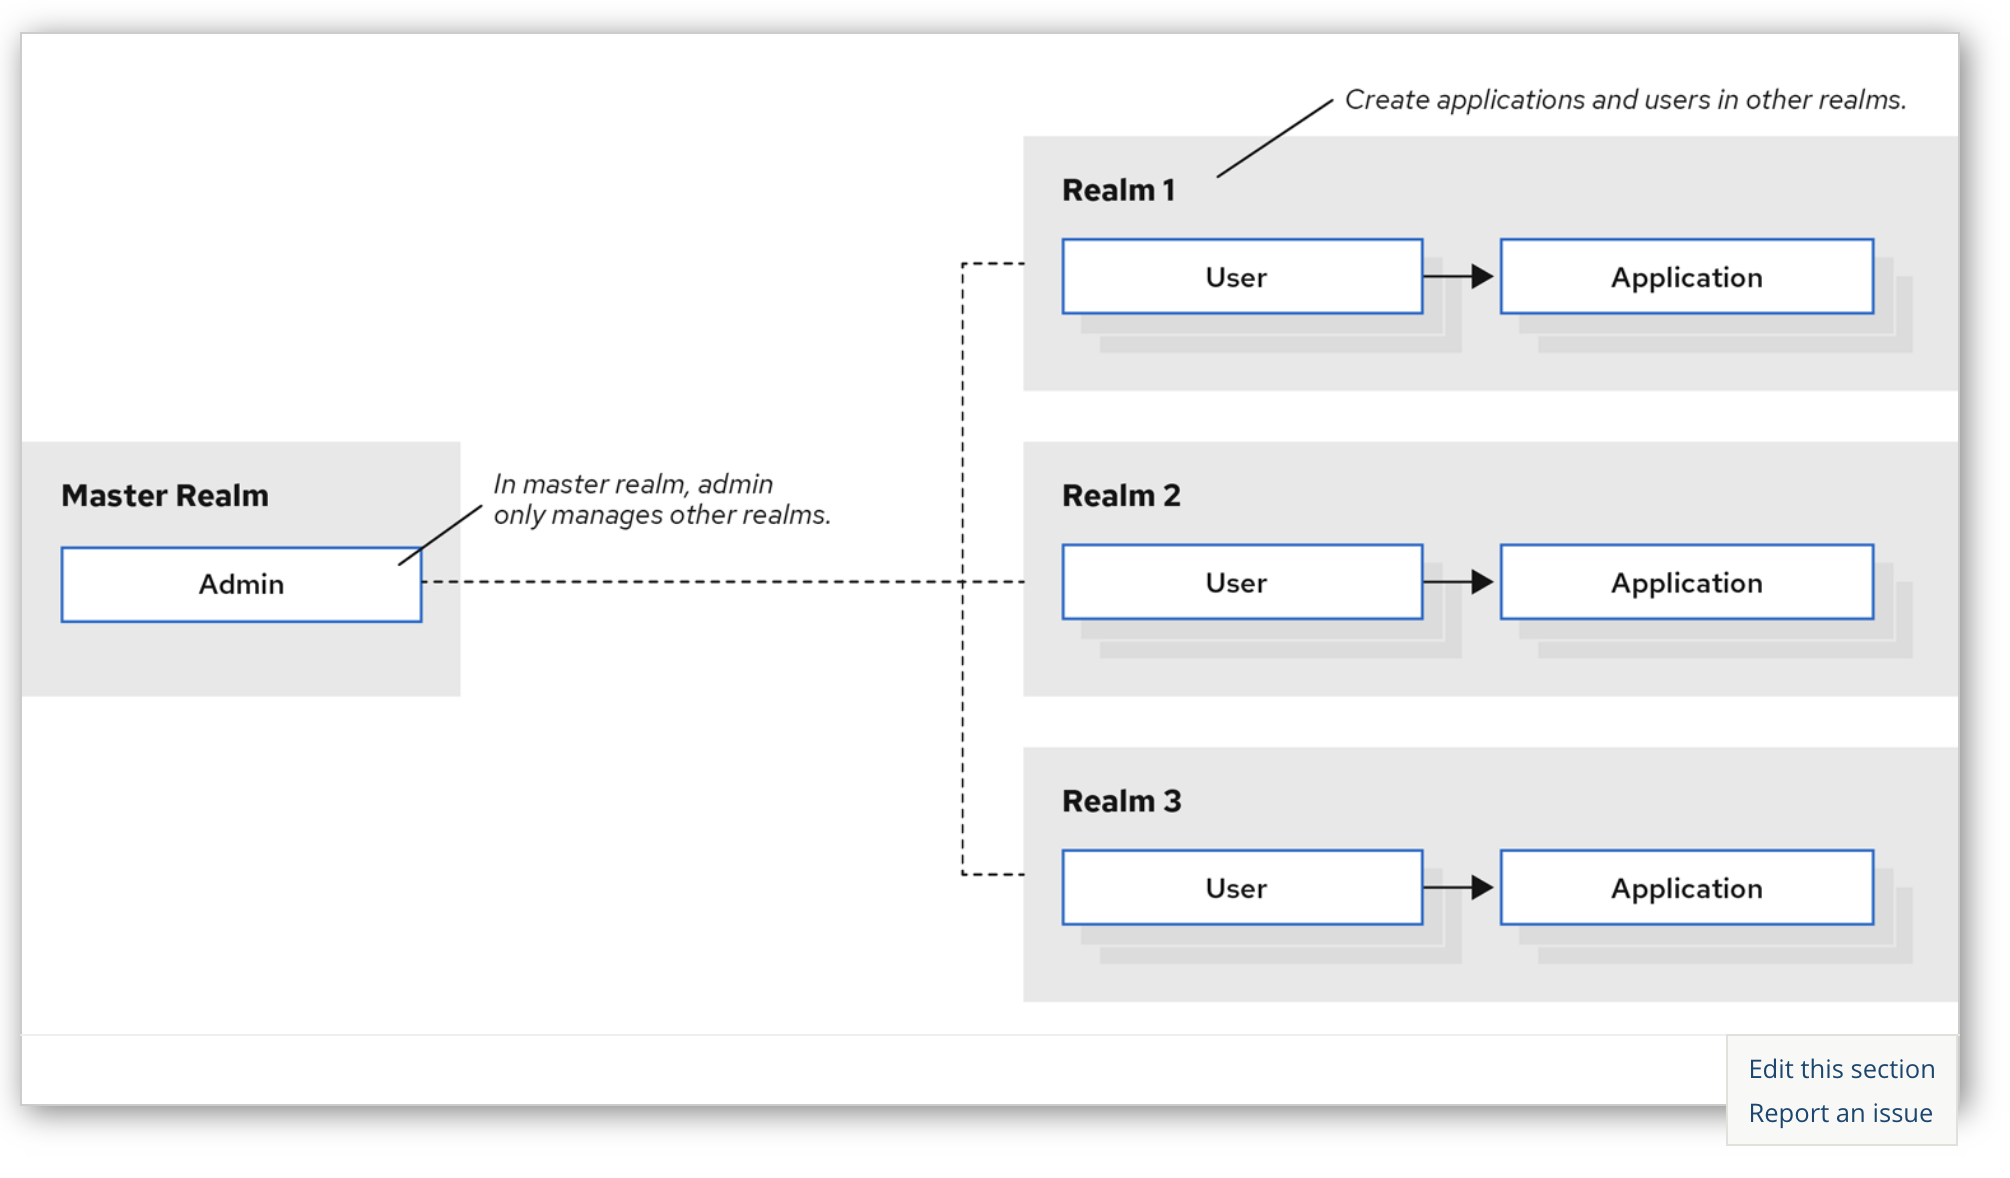 Create applications and users in other realms.
Realm 1
User
Application
Master Realm
In master realm, admin
only manages other realms.
Admin
Realm 2
User
Application
Realm 3
User
Application
Edit this section
Report an issue